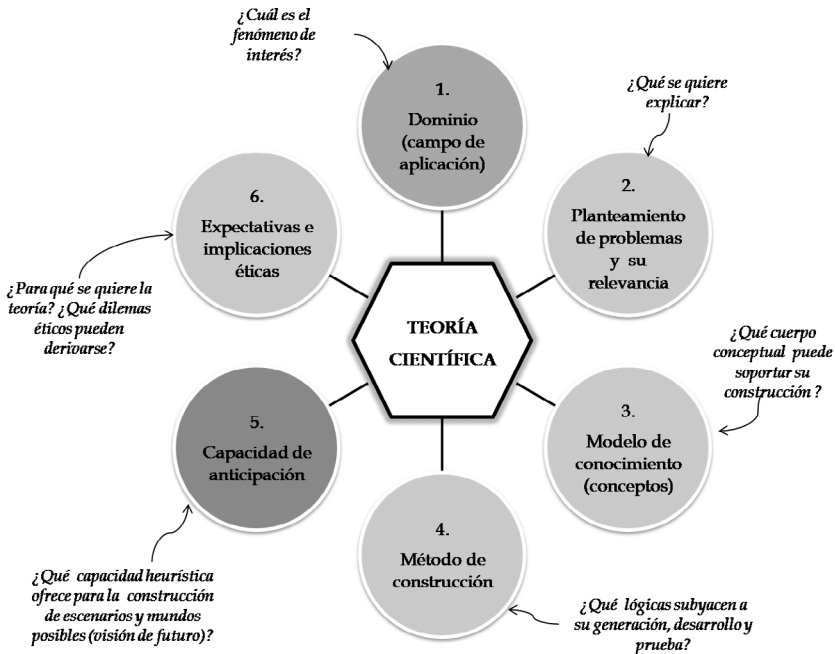 ¿Cuál es el
fenómeno de
interés?
1.
Dominio
(campo de
aplicación)
¿Qué se quiere
explicar?
2.
Planteamiento
de problemas
y su
relevancia
¿Qué cuerpo
conceptual puede
soportar su
construcción ?
3.
Modelo de
conocimiento
(conceptos)
4.
Método de
construcción
¿Qué lógicas subyacen a
su generación, desarrollo y
prueba?
5.
Capacidad de
anticipación
¿Qué capacidad heurística
ofrece para la construcción
de escenarios y mundos
posibles (visión de futuro)?
6.
Expectativas e
implicaciones
éticas
¿Para qué se quiere la
teoría? ¿Qué dilemas
éticos pueden
derivarse?
TEORÍA
CIENTÍFICA